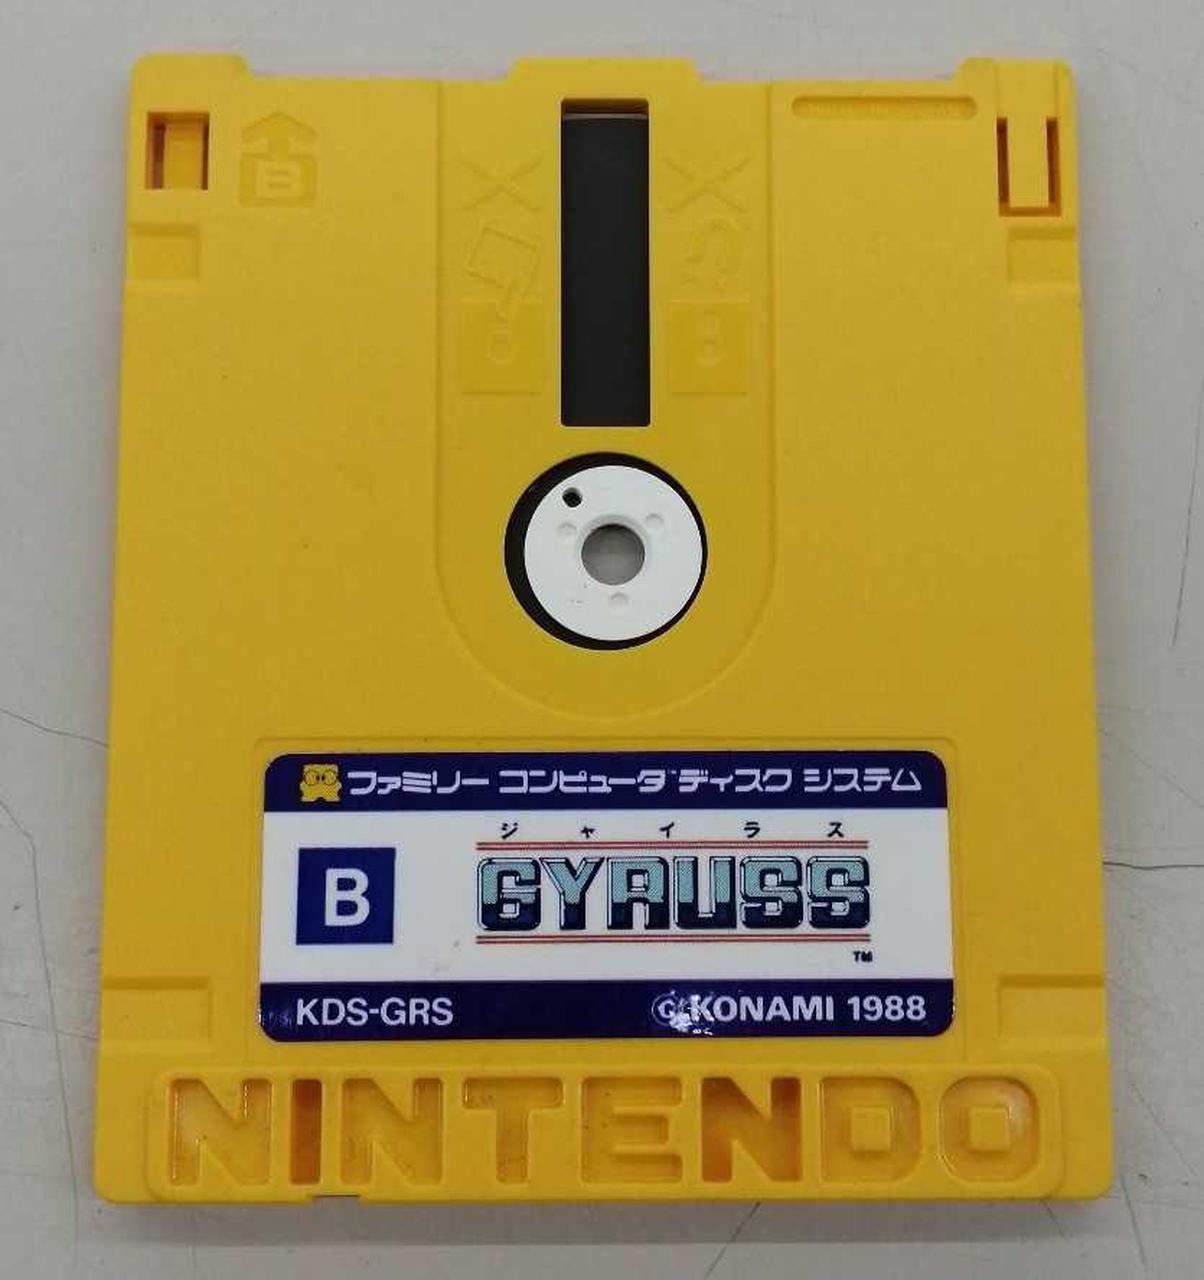 B
ファミリー コンピュータ ディスク システム
ジャイラス
B
GYRUSS
TM
KDS-GRS
© KONAMI 1988
NINTENDO